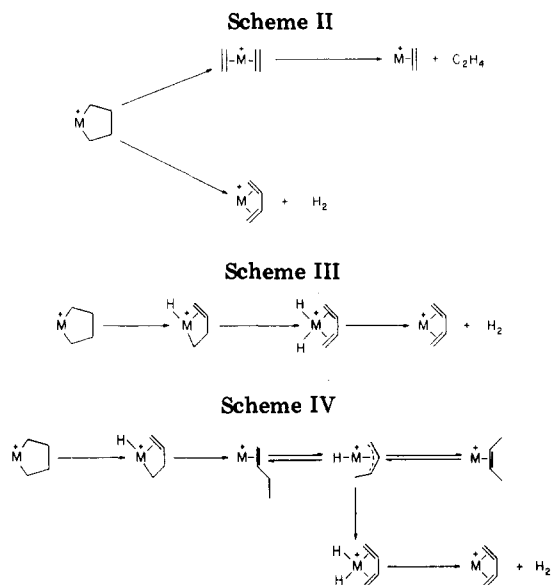 Scheme II
‖-M⁺-‖ M⁺-‖ + C₂H₄
M⁺
M⁺ + H₂
Scheme III
M⁺ H M⁺ H M⁺ H M⁺ + H₂
Scheme IV
M⁺ H M⁺ M⁺ H-M⁺ M⁺
H M⁺ H M⁺ + H₂